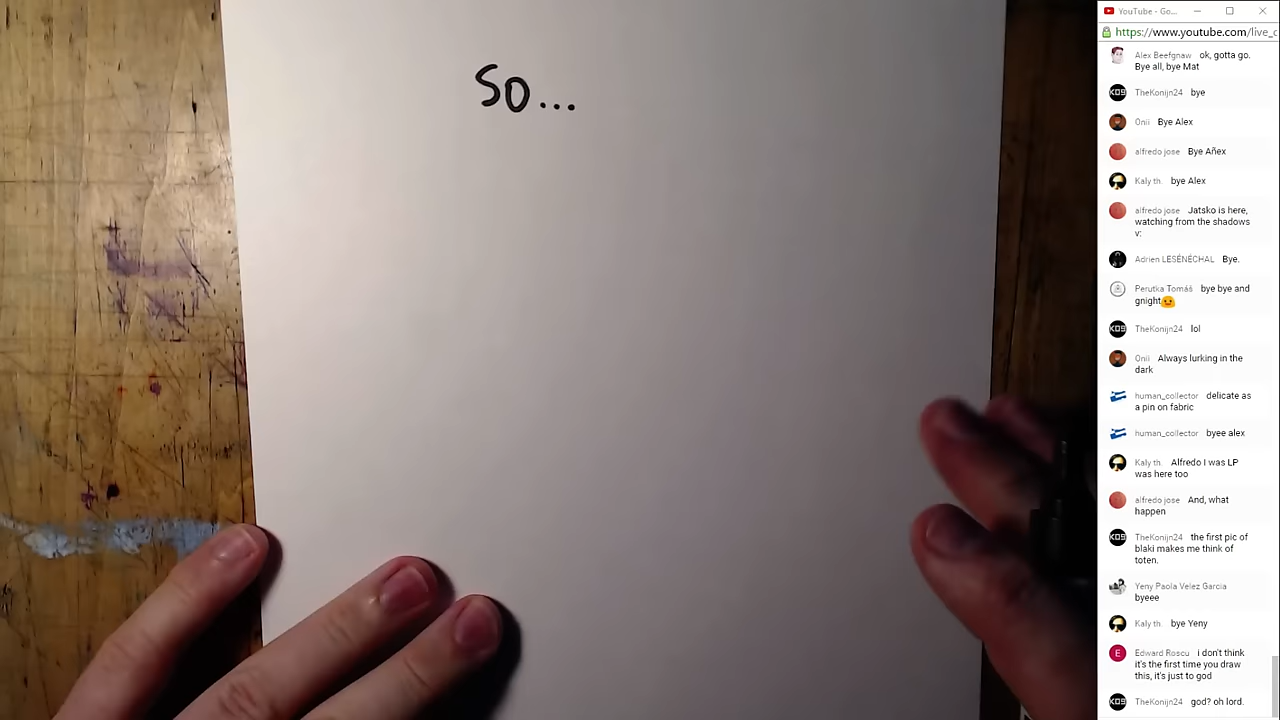 So...
YouTube - Go...
https://www.youtube.com/live_c
Alex Beefgnaw ok, gotta go.
Bye all, bye Mat
TheKonijn24 bye
Onii Bye Alex
alfredo jose Bye Añex
Kaly th. bye Alex
alfredo jose Jatsko is here,
watching from the shadows
v:
Adrien LESÉNÉCHAL Bye.
Perutka Tomáš bye bye and
gnight
TheKonijn24 lol
Onii Always lurking in the
dark
human_collector delicate as
a pin on fabric
human_collector byee alex
Kaly th. Alfredo I was LP
was here too
alfredo jose And, what
happen
TheKonijn24 the first pic of
blaki makes me think of
toten.
Yeny Paola Velez Garcia
byeee
Kaly th. bye Yeny
Edward Roscu i don't think
it's the first time you draw
this, it's just to god
TheKonijn24 god? oh lord.